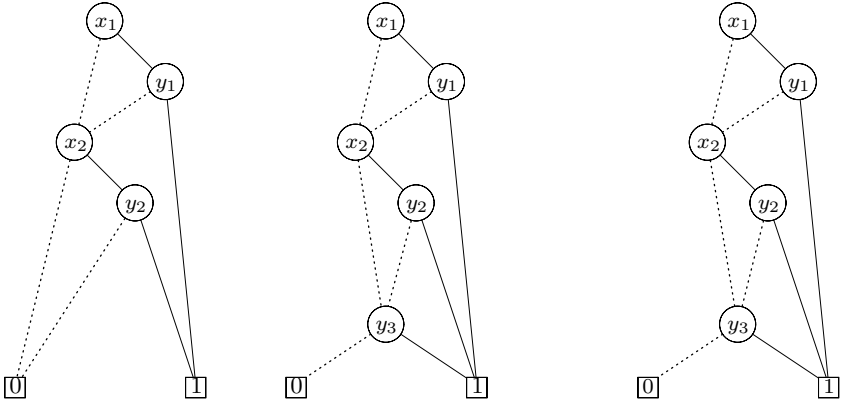 x₁ x₁ x₁
y₁ y₁ y₁
x₂ x₂ x₂
y₂ y₂ y₂
y₃ y₃
0 1 0 1 0 1